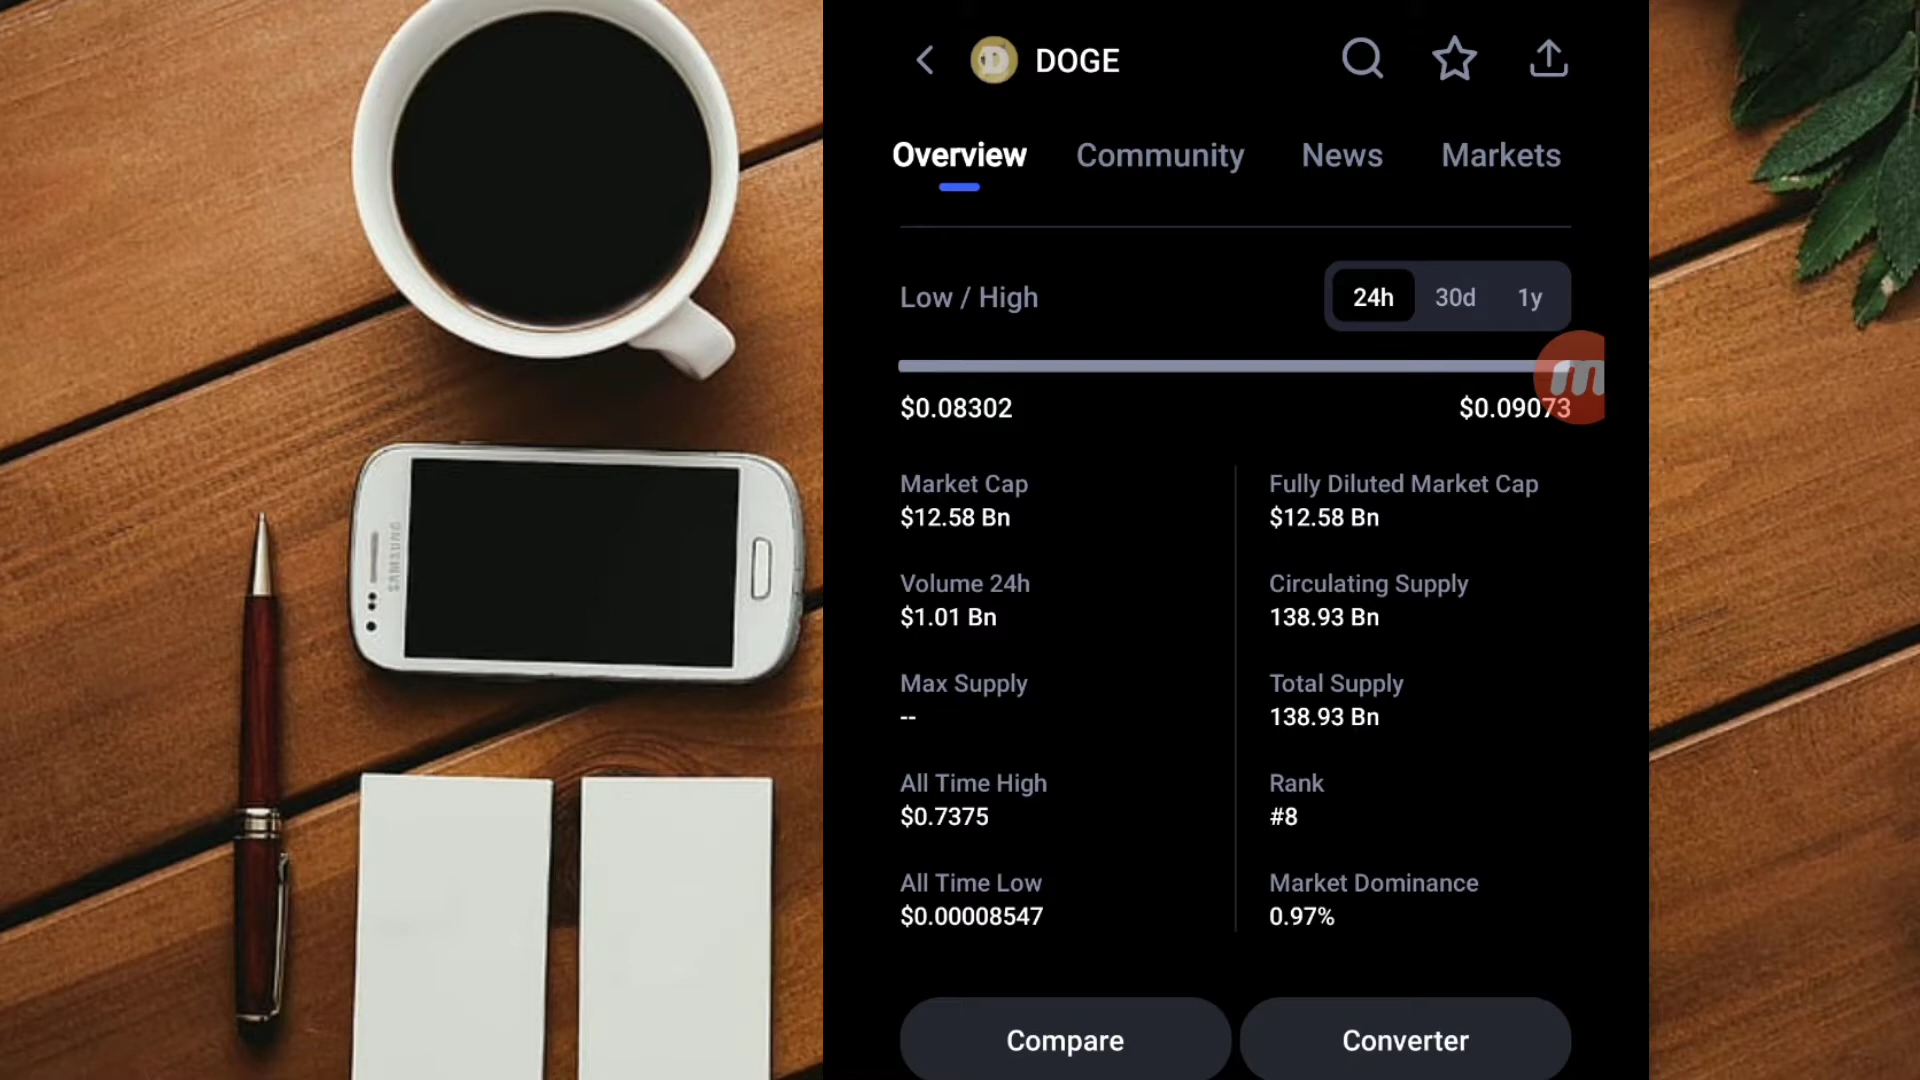 DOGE
Overview Community News Markets
Low / High 24h 30d 1y
$0.08302 $0.09073
Market Cap Fully Diluted Market Cap
$12.58 Bn $12.58 Bn
Volume 24h Circulating Supply
$1.01 Bn 138.93 Bn
Max Supply Total Supply
-- 138.93 Bn
All Time High Rank
$0.7375 #8
All Time Low Market Dominance
$0.00008547 0.97%
Compare Converter
SAMSUNG